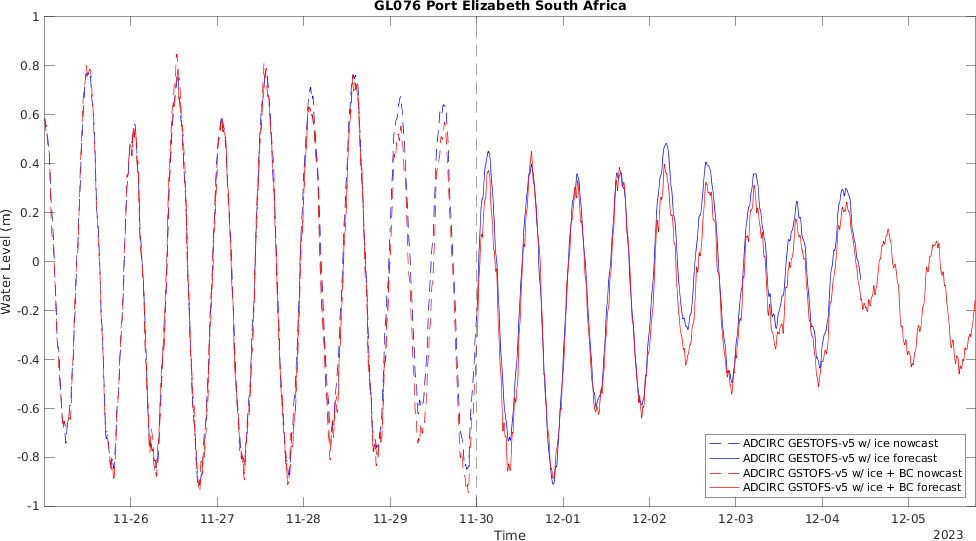 GL076 Port Elizabeth South Africa
1
0.8
0.6
0.4
0.2
0
-0.2
-0.4
-0.6
-0.8
-1
Water Level (m)
ADCIRC GESTOFS-v5 w/ ice nowcast
ADCIRC GESTOFS-v5 w/ ice forecast
ADCIRC GSTOFS-v5 w/ ice + BC nowcast
ADCIRC GSTOFS-v5 w/ ice + BC forecast
11-26 11-27 11-28 11-29 11-30 12-01 12-02 12-03 12-04 12-05
Time
2023